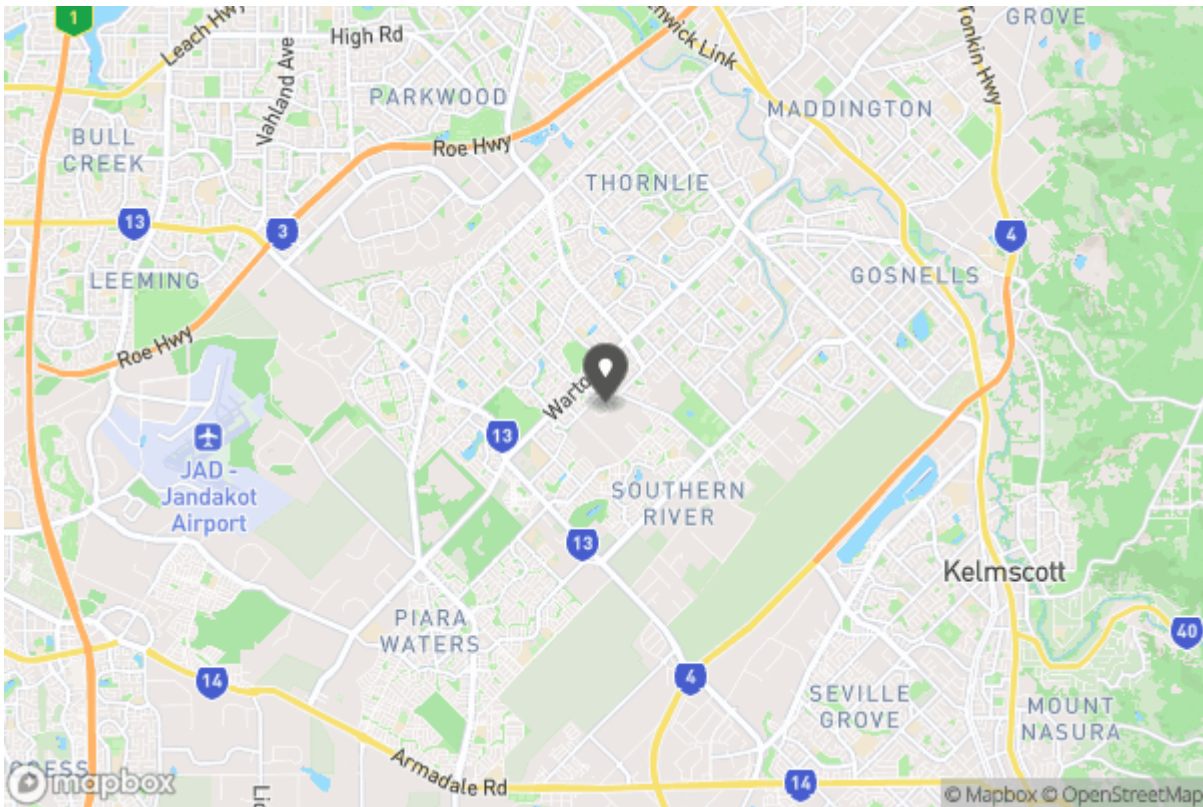 GROVE
1
Leach Hwy
High Rd
Link
Tonkin Hwy
Vahland Ave
PARKWOOD
MADDINGTON
BULL
CREEK
Roe Hwy
THORNLIE
13
3
4
LEEMING
GOSNELLS
Roe Hwy
13
JAD -
Jandakot
Airport
SOUTHERN
RIVER
13
Kelmscott
PIARA
WATERS
40
14
4
SEVILLE
GROVE
MOUNT
NASURA
Armadale Rd
14
mapbox
© Mapbox © OpenStreetMap